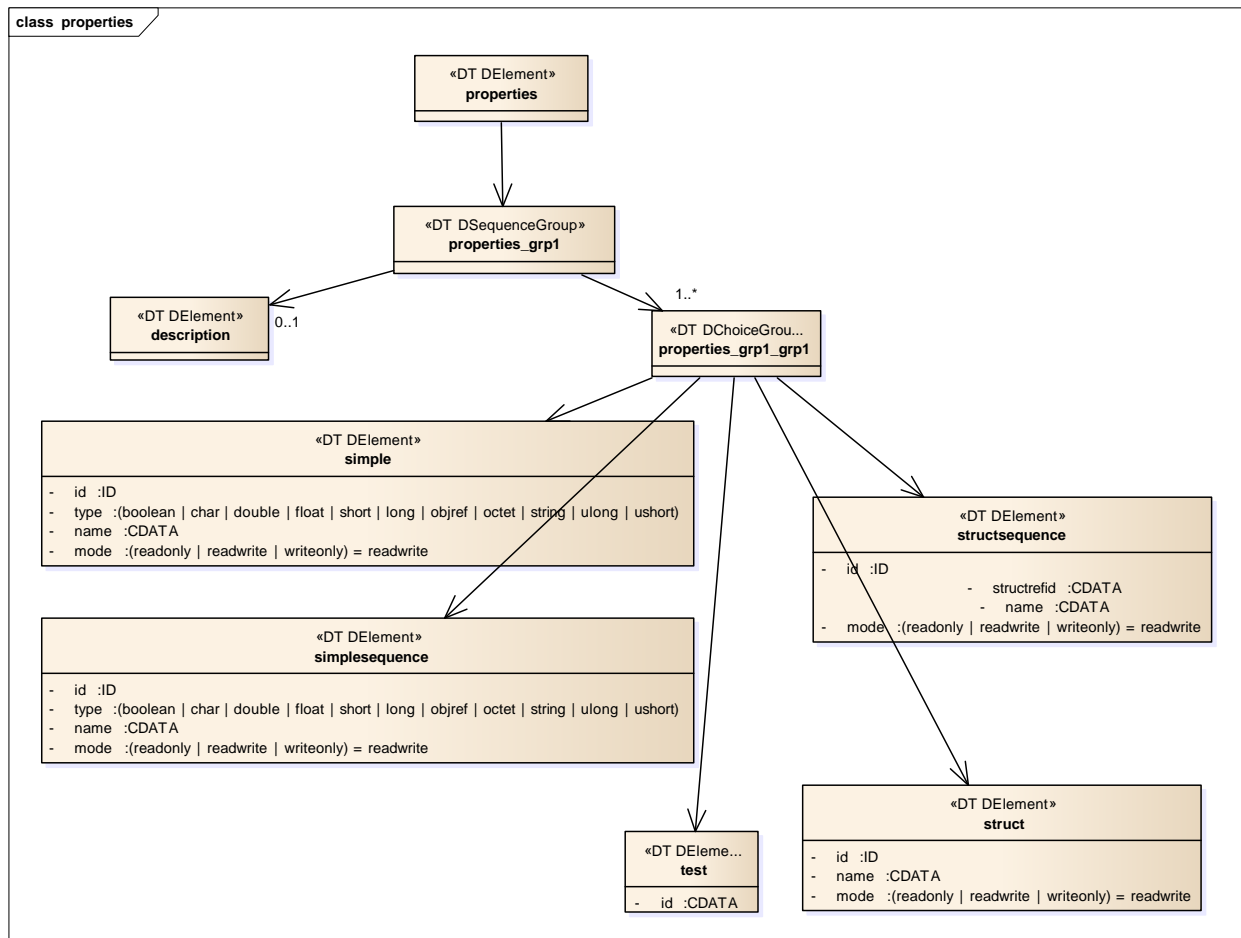 class properties
«DT DElement»
properties
«DT DSequenceGroup»
properties_grp1
«DT DElement»
description
0..1
1..*
«DT DChoiceGrou...
properties_grp1_grp1
«DT DElement»
simple
- id :ID
- type :(boolean | char | double | float | short | long | objref | octet | string | ulong | ushort)
- name :CDATA
- mode :(readonly | readwrite | writeonly) = readwrite
«DT DElement»
structsequence
- id :ID
- structrefid :CDATA
- name :CDATA
- mode :(readonly | readwrite | writeonly) = readwrite
«DT DElement»
simplesequence
- id :ID
- type :(boolean | char | double | float | short | long | objref | octet | string | ulong | ushort)
- name :CDATA
- mode :(readonly | readwrite | writeonly) = readwrite
«DT DEleme...
test
- id :CDATA
«DT DElement»
struct
- id :ID
- name :CDATA
- mode :(readonly | readwrite | writeonly) = readwrite